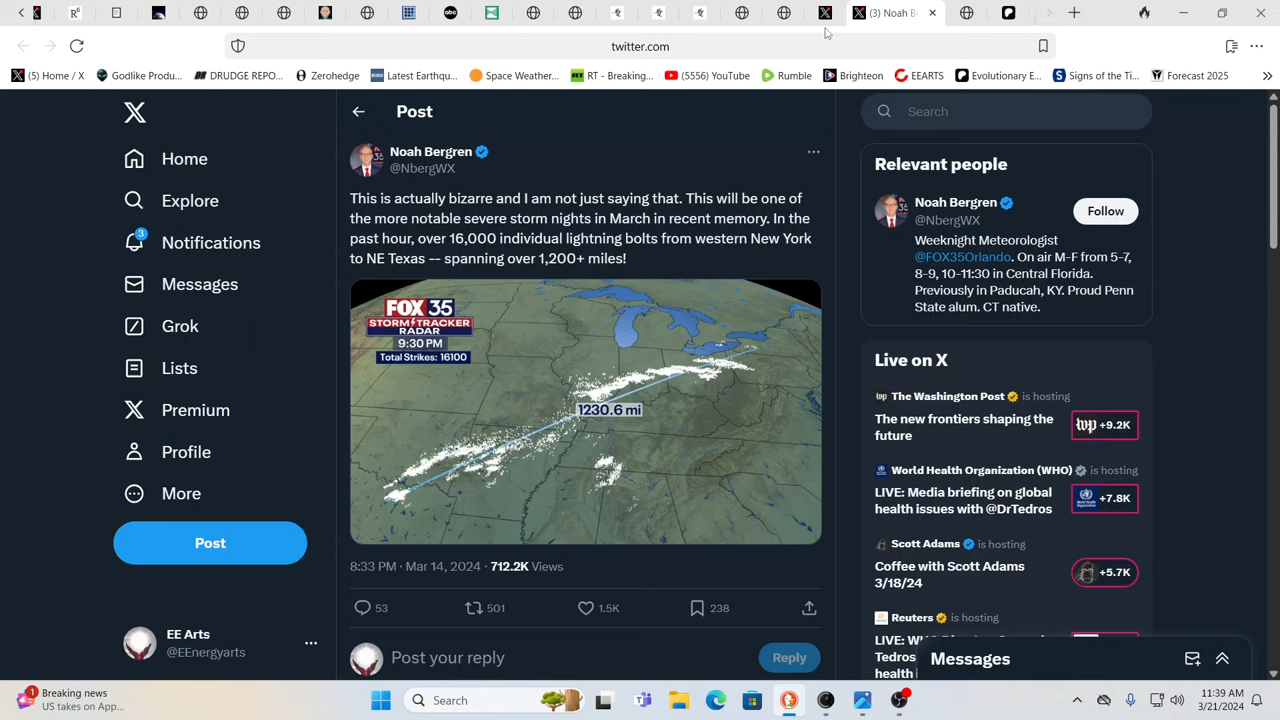 (3) Noah B
twitter.com
(5) Home / X
Godlike Produ...
DRUDGE REPO...
Zerohedge
Latest Earthqu...
Space Weather...
RT - Breaking...
(5556) YouTube
Rumble
Brighteon
EEARTS
Evolutionary E...
Signs of the Ti...
Forecast 2025
Home
Explore
3
Notifications
Messages
Grok
Lists
Premium
Profile
More
Post
EE Arts
@EEnergyarts
Post
Noah Bergren
@NbergWX
This is actually bizarre and I am not just saying that. This will be one of
the more notable severe storm nights in March in recent memory. In the
past hour, over 16,000 individual lightning bolts from western New York
to NE Texas -- spanning over 1,200+ miles!
FOX 35
STORM TRACKER
RADAR
9:30 PM
Total Strikes: 16100
1230.6 mi
8:33 PM · Mar 14, 2024 · 712.2K Views
53
501
1.5K
238
Post your reply
Reply
Search
Relevant people
Noah Bergren
@NbergWX
Follow
Weeknight Meteorologist
@FOX35Orlando. On air M-F from 5-7,
8-9, 10-11:30 in Central Florida.
Previously in Paducah, KY. Proud Penn
State alum. CT native.
Live on X
The Washington Post is hosting
The new frontiers shaping the
future
wp +9.2K
World Health Organization (WHO) is hosting
LIVE: Media briefing on global
health issues with @DrTedros
+7.8K
Scott Adams is hosting
Coffee with Scott Adams
3/18/24
+5.7K
Reuters is hosting
Tedros
health i
Messages
1
Breaking news
US takes on App...
Search
11:39 AM
3/21/2024